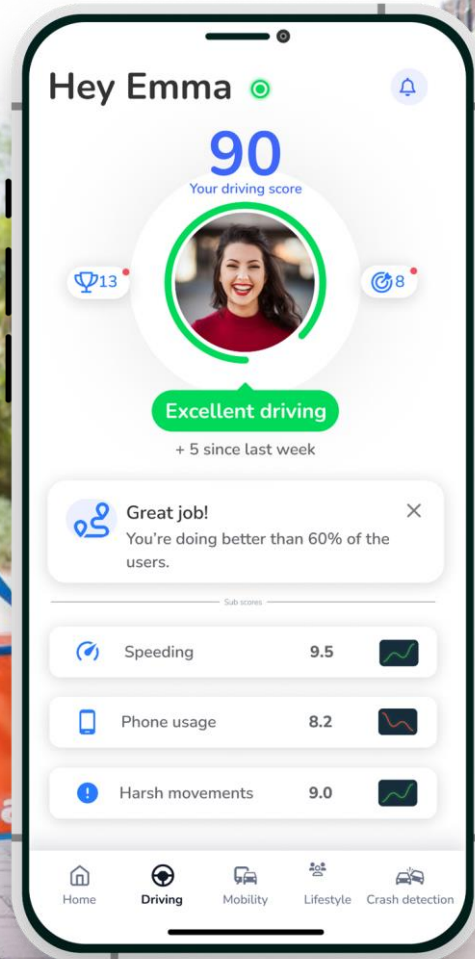 Hey Emma
90
Your driving score
13
8
Excellent driving
+ 5 since last week
Great job!
You're doing better than 60% of the
users.
Sub scores
Speeding 9.5
Phone usage 8.2
Harsh movements 9.0
Home Driving Mobility Lifestyle Crash detection